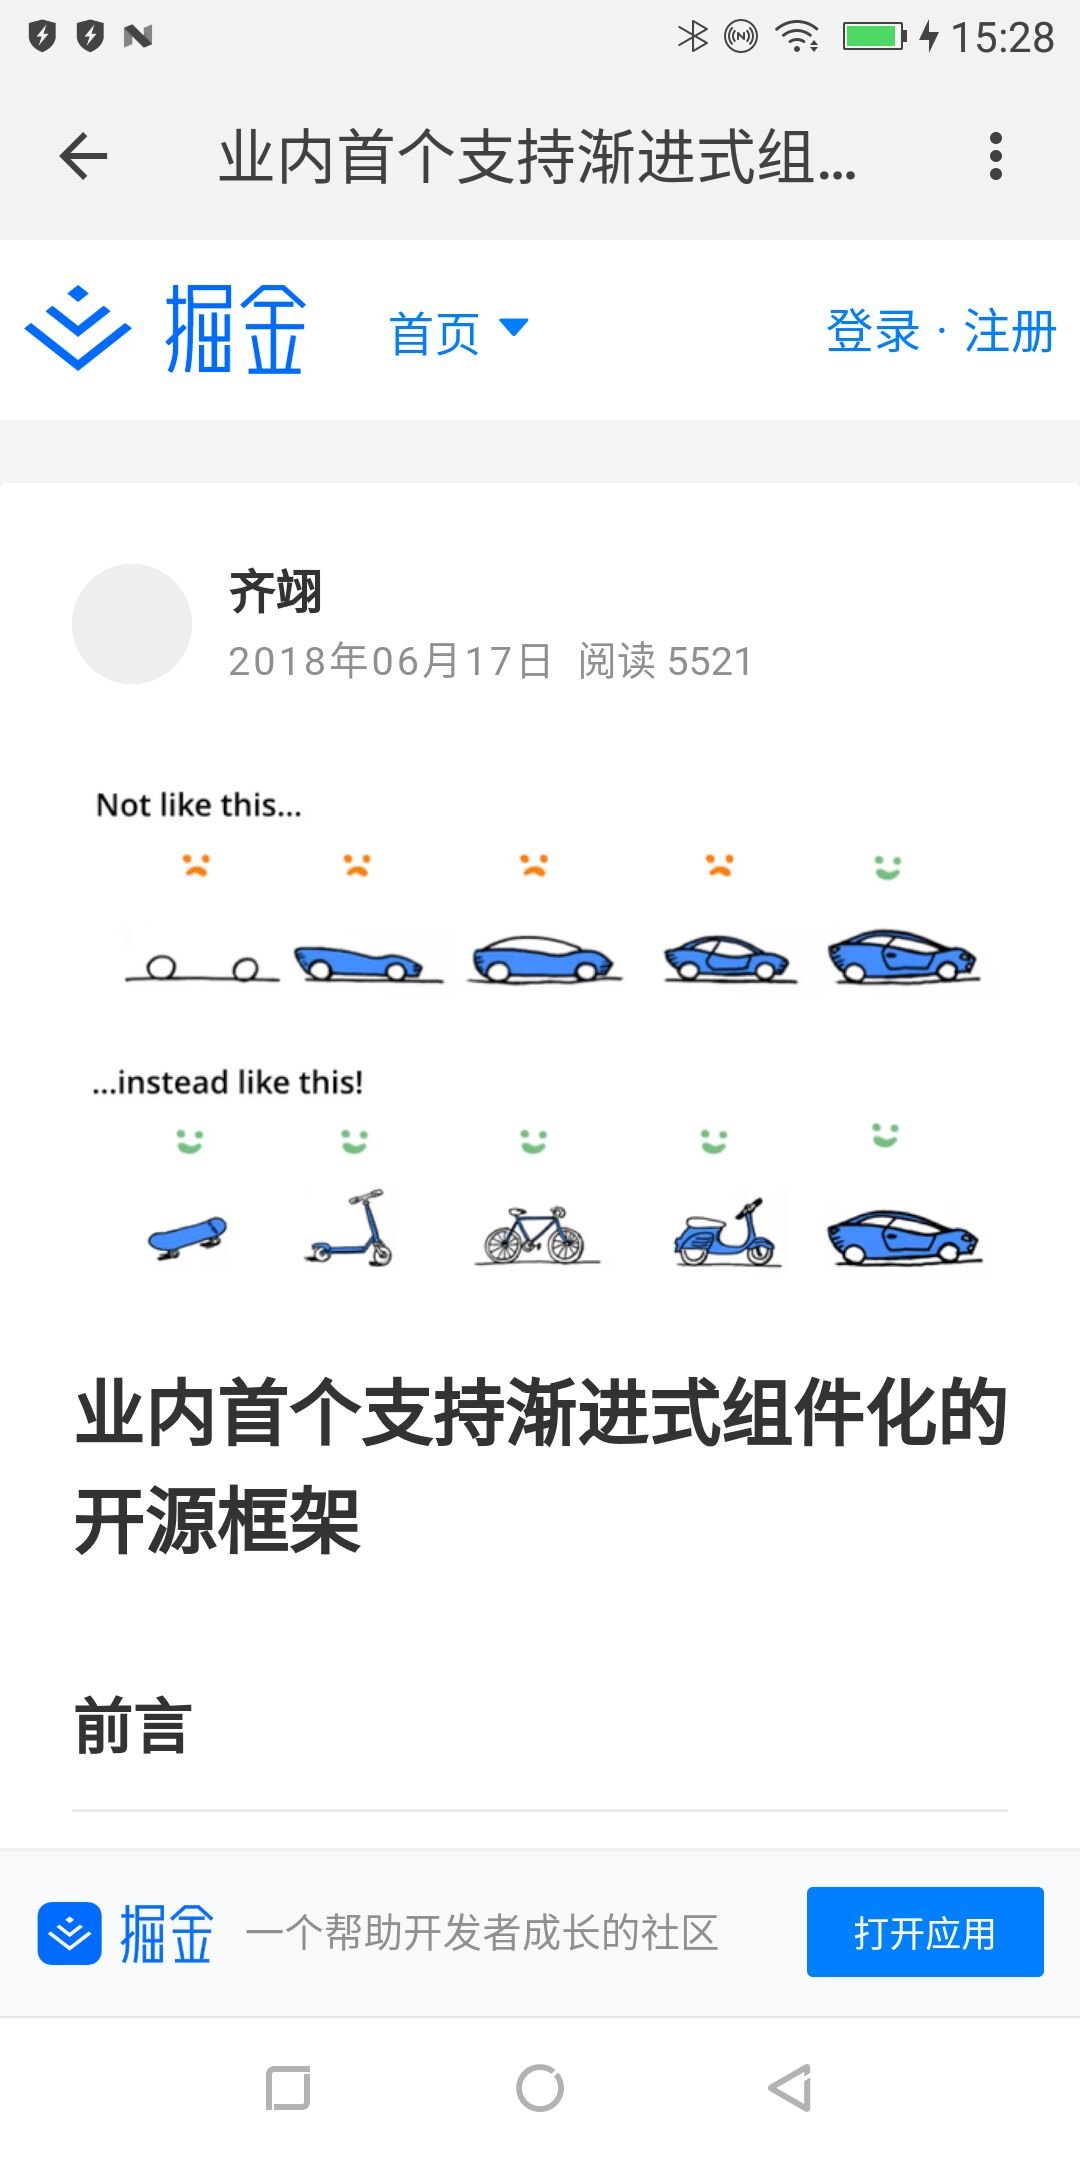 15:28
业内首个支持渐进式组...
掘金 首页 登录 · 注册
齐翊
2018年06月17日 阅读 5521
Not like this...
...instead like this!
业内首个支持渐进式组件化的
开源框架
前言
掘金 一个帮助开发者成长的社区 打开应用